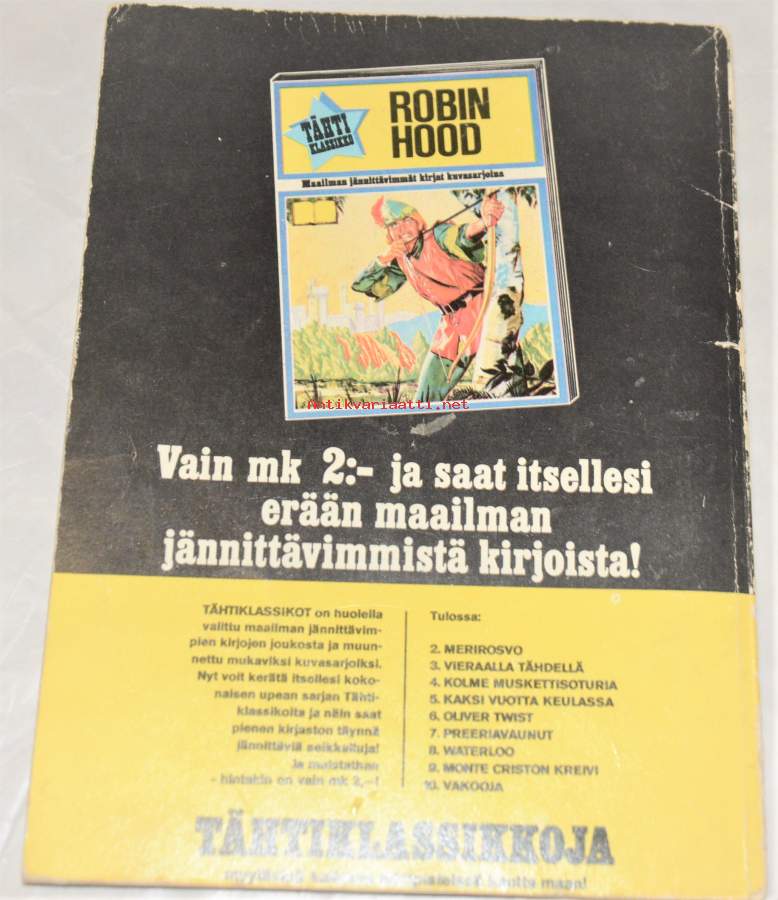 TÄHTI
KLASSIKKO
ROBIN
HOOD
Maailman jännittävimmät kirjat kuvasarjoina
Antikvariaatti.net
Vain mk 2:- ja saat itsellesi
erään maailman
jännittävimmistä kirjoista!
TÄHTIKLASSIKOT on huolella
valittu maailman jännittävim-
pien kirjojen joukosta ja muun-
nettu mukaviksi kuvasarjoiksi.
Nyt voit kerätä itsellesi koko-
naisen upean sarjan Tähti-
klassikoita ja näin saat
pienen kirjaston täynnä
jännittäviä seikkailuja!
Ja muistathan
- hintakin on vain mk 2,—!
Tulossa:
2. MERIROSVO
3. VIERAALLA TÄHDELLÄ
4. KOLME MUSKETTISOTURIA
5. KAKSI VUOTTA KEULASSA
6. OLIVER TWIST
7. PREERIAVAUNUT
8. WATERLOO
9. MONTE CRISTON KREIVI
10. VAKOOJA
TÄHTIKLASSIKKOJA
maan!